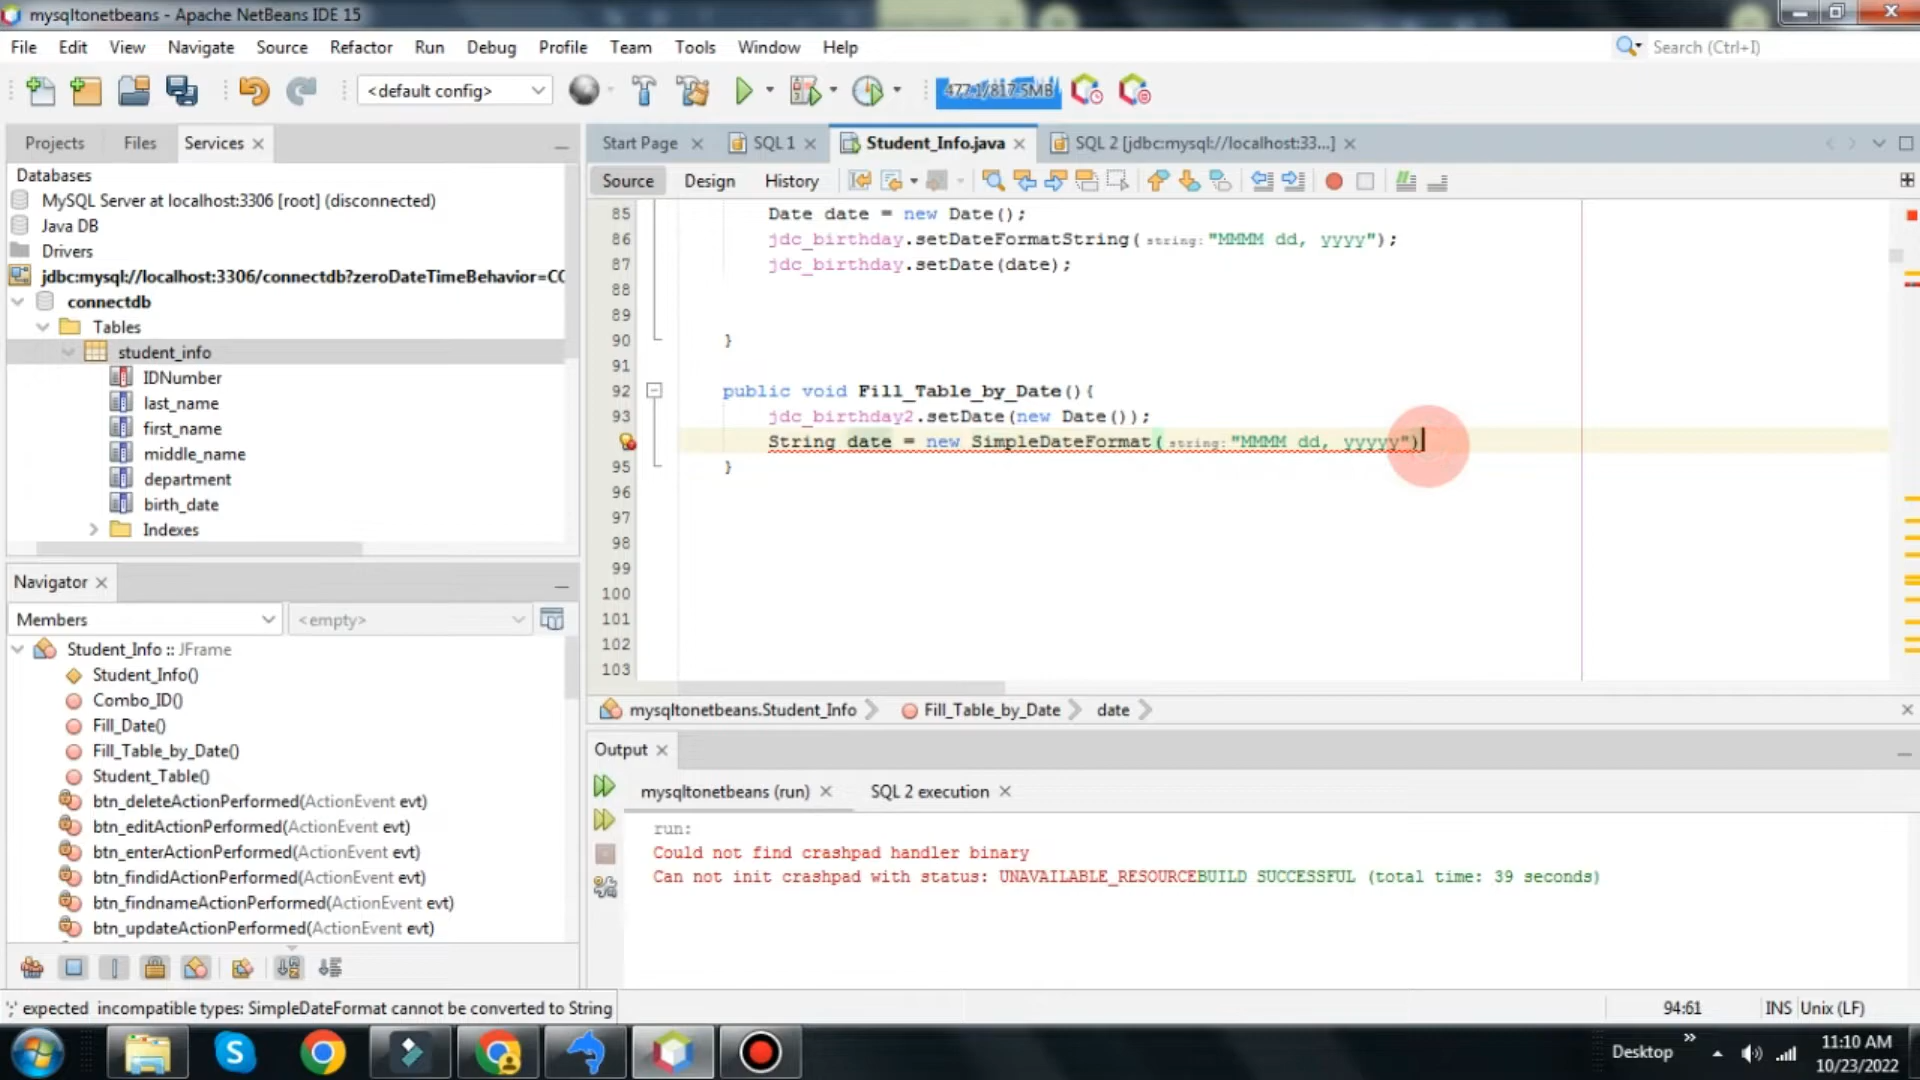 mysqltonetbeans - Apache NetBeans IDE 15
File Edit View Navigate Source Refactor Run Debug Profile Team Tools Window Help
Search (Ctrl+I)
<default config>
477.1/817.5MB
Projects Files Services
Databases
MySQL Server at localhost:3306 [root] (disconnected)
Java DB
Drivers
jdbc:mysql://localhost:3306/connectdb?zeroDateTimeBehavior=CO
connectdb
Tables
student_info
IDNumber
last_name
first_name
middle_name
department
birth_date
Indexes
Navigator
Members
<empty>
Student_Info :: JFrame
Student_Info()
Combo_ID()
Fill_Date()
Fill_Table_by_Date()
Student_Table()
btn_deleteActionPerformed(ActionEvent evt)
btn_editActionPerformed(ActionEvent evt)
btn_enterActionPerformed(ActionEvent evt)
btn_findidActionPerformed(ActionEvent evt)
btn_findnameActionPerformed(ActionEvent evt)
btn_updateActionPerformed(ActionEvent evt)
Start Page SQL 1 Student_Info.java SQL 2 [jdbc:mysql://localhost:33...]
Source Design History
85 Date date = new Date();
86 jdc_birthday.setDateFormatString(string:"MMMM dd, yyyy");
87 jdc_birthday.setDate(date);
88
89
90 }
91
92 public void Fill_Table_by_Date(){
93 jdc_birthday2.setDate(new Date());
String date = new SimpleDateFormat(string:"MMMM dd, yyyyy")
95 }
96
97
98
99
100
101
102
103
mysqltonetbeans.Student_Info Fill_Table_by_Date date
Output
mysqltonetbeans (run) SQL 2 execution
run:
Could not find crashpad handler binary
Can not init crashpad with status: UNAVAILABLE_RESOURCEBUILD SUCCESSFUL (total time: 39 seconds)
';' expected incompatible types: SimpleDateFormat cannot be converted to String
94:61 INS Unix (LF)
Desktop
11:10 AM
10/23/2022